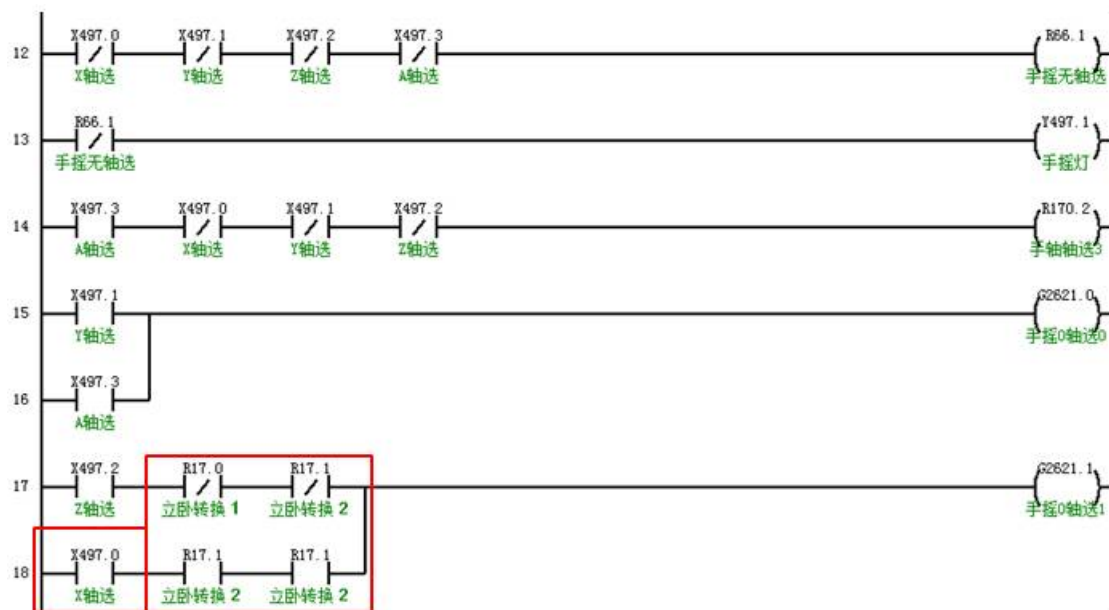 X497.0 X497.1 X497.2 X497.3 R66.1
12
X轴选 Y轴选 Z轴选 A轴选 手摇无轴选
R66.1 Y497.1
13
手摇无轴选 手摇灯
X497.3 X497.0 X497.1 X497.2 R170.2
14
A轴选 X轴选 Y轴选 Z轴选 手轴轴选3
X497.1 G2621.0
15
Y轴选 手摇0轴选0
X497.3
16
A轴选
X497.2 R17.0 R17.1 G2621.1
17
Z轴选 立卧转换 1 立卧转换 2 手摇0轴选1
X497.0 R17.1 R17.1
18
X轴选 立卧转换 2 立卧转换 2